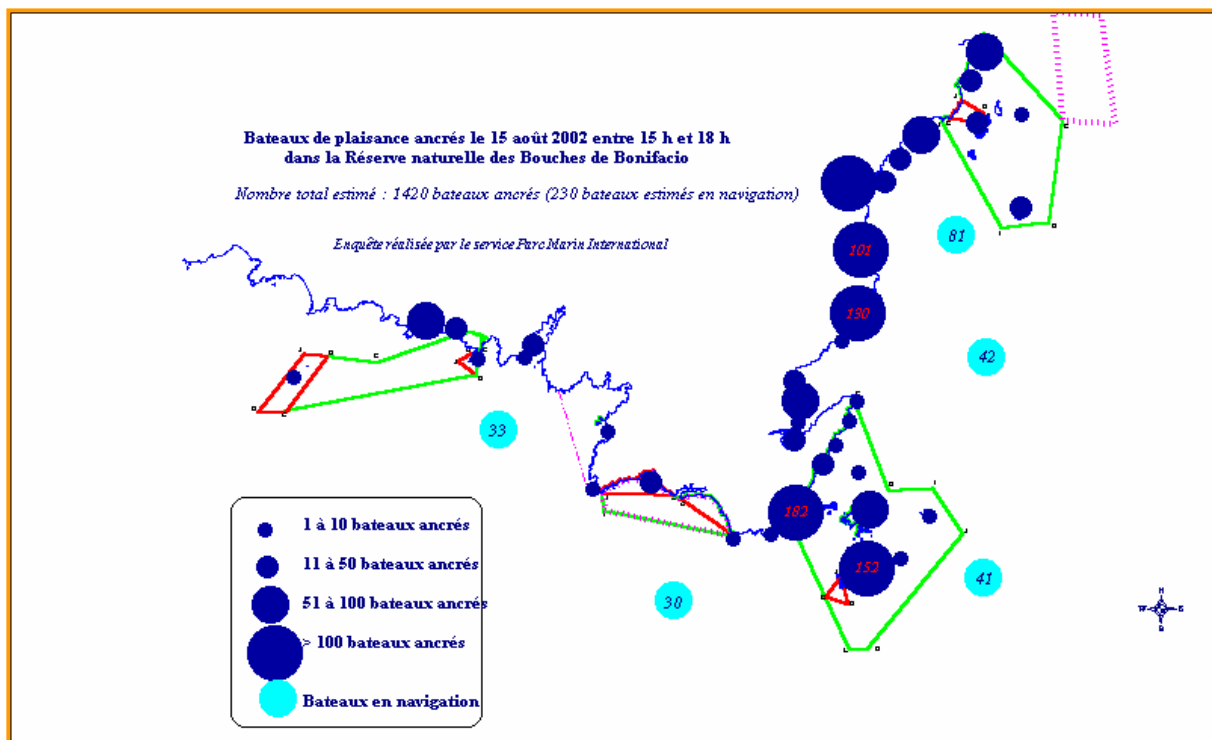 Bateaux de plaisance ancrés le 15 août 2002 entre 15 h et 18 h
dans la Réserve naturelle des Bouches de Bonifacio
Nombre total estimé : 1420 bateaux ancrés (230 bateaux estimés en navigation)
Enquête réalisée par le service Parc Marin International
81
101
190
42
33
182
152
41
30
1 à 10 bateaux ancrés
11 à 50 bateaux ancrés
51 à 100 bateaux ancrés
> 100 bateaux ancrés
Bateaux en navigation